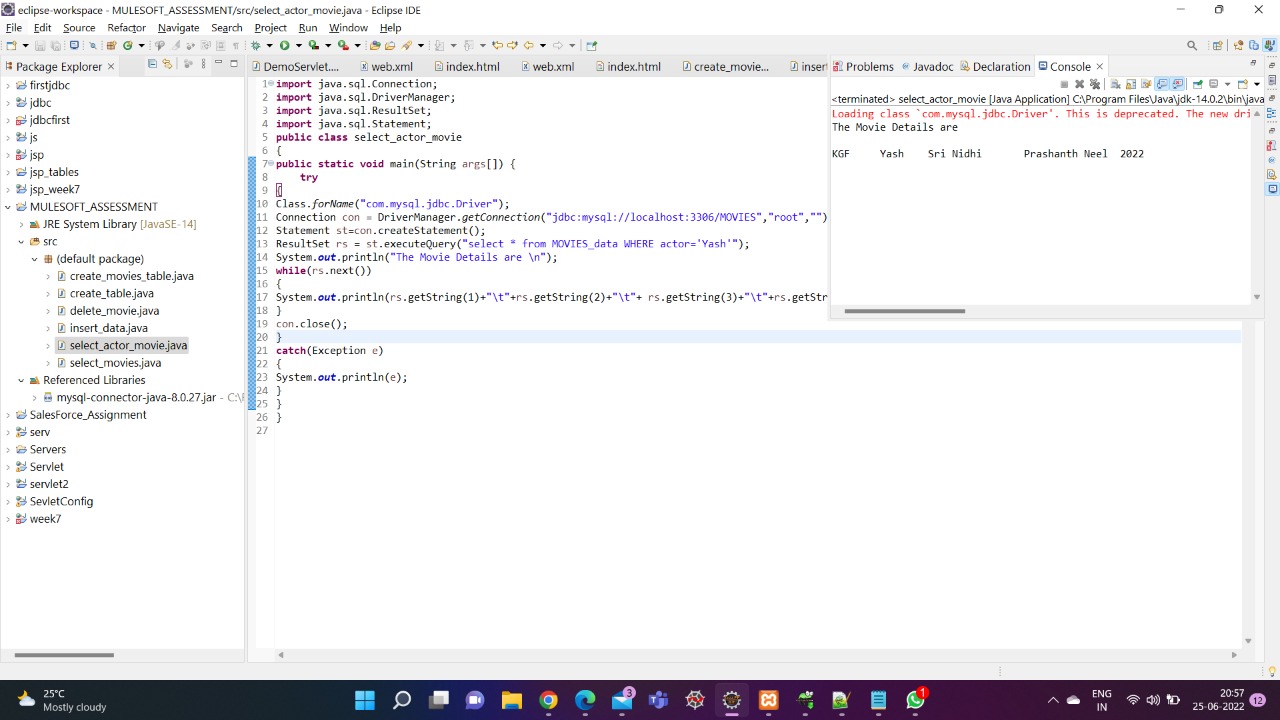 eclipse-workspace - MULESOFT_ASSESSMENT/src/select_actor_movie.java - Eclipse IDE
File Edit Source Refactor Navigate Search Project Run Window Help
Package Explorer
firstjdbc
jdbc
jdbcfirst
js
jsp
jsp_tables
jsp_week7
MULESOFT_ASSESSMENT
JRE System Library [JavaSE-14]
src
(default package)
create_movies_table.java
create_table.java
delete_movie.java
insert_data.java
select_actor_movie.java
select_movies.java
Referenced Libraries
mysql-connector-java-8.0.27.jar - C:\
SalesForce_Assignment
serv
Servers
Servlet
servlet2
SevletConfig
week7
DemoServlet.... web.xml index.html web.xml index.html create_movie... inser
1 import java.sql.Connection;
2 import java.sql.DriverManager;
3 import java.sql.ResultSet;
4 import java.sql.Statement;
5 public class select_actor_movie
6 {
7 public static void main(String args[]) {
8 try
9 {
10 Class.forName("com.mysql.jdbc.Driver");
11 Connection con = DriverManager.getConnection("jdbc:mysql://localhost:3306/MOVIES","root","")
12 Statement st=con.createStatement();
13 ResultSet rs = st.executeQuery("select * from MOVIES_data WHERE actor='Yash'");
14 System.out.println("The Movie Details are \n");
15 while(rs.next())
16 {
17 System.out.println(rs.getString(1)+"\t"+rs.getString(2)+"\t"+ rs.getString(3)+"\t"+rs.getStr
18 }
19 con.close();
20 }
21 catch(Exception e)
22 {
23 System.out.println(e);
24 }
25 }
26 }
27
Problems Javadoc Declaration Console
<terminated> select_actor_movie [Java Application] C:\Program Files\Java\jdk-14.0.2\bin\java
Loading class `com.mysql.jdbc.Driver'. This is deprecated. The new dri
The Movie Details are
KGF Yash Sri Nidhi Prashanth Neel 2022
25°C
Mostly cloudy
3
1
ENG
IN
20:57
25-06-2022
12